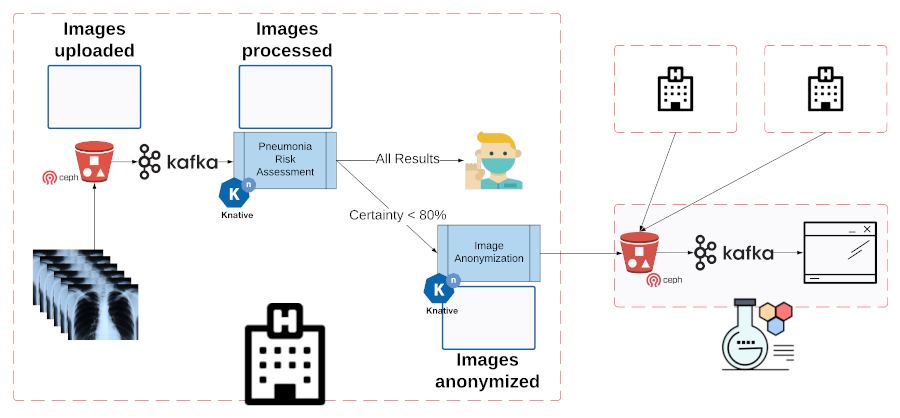 Images
uploaded
Images
processed
ceph
kafka
Pneumonia
Risk
Assessment
n
K
Knative
All Results
Certainty < 80%
Image
Anonymization
n
K
Knative
Images
anonymized
H
H
H
ceph
kafka